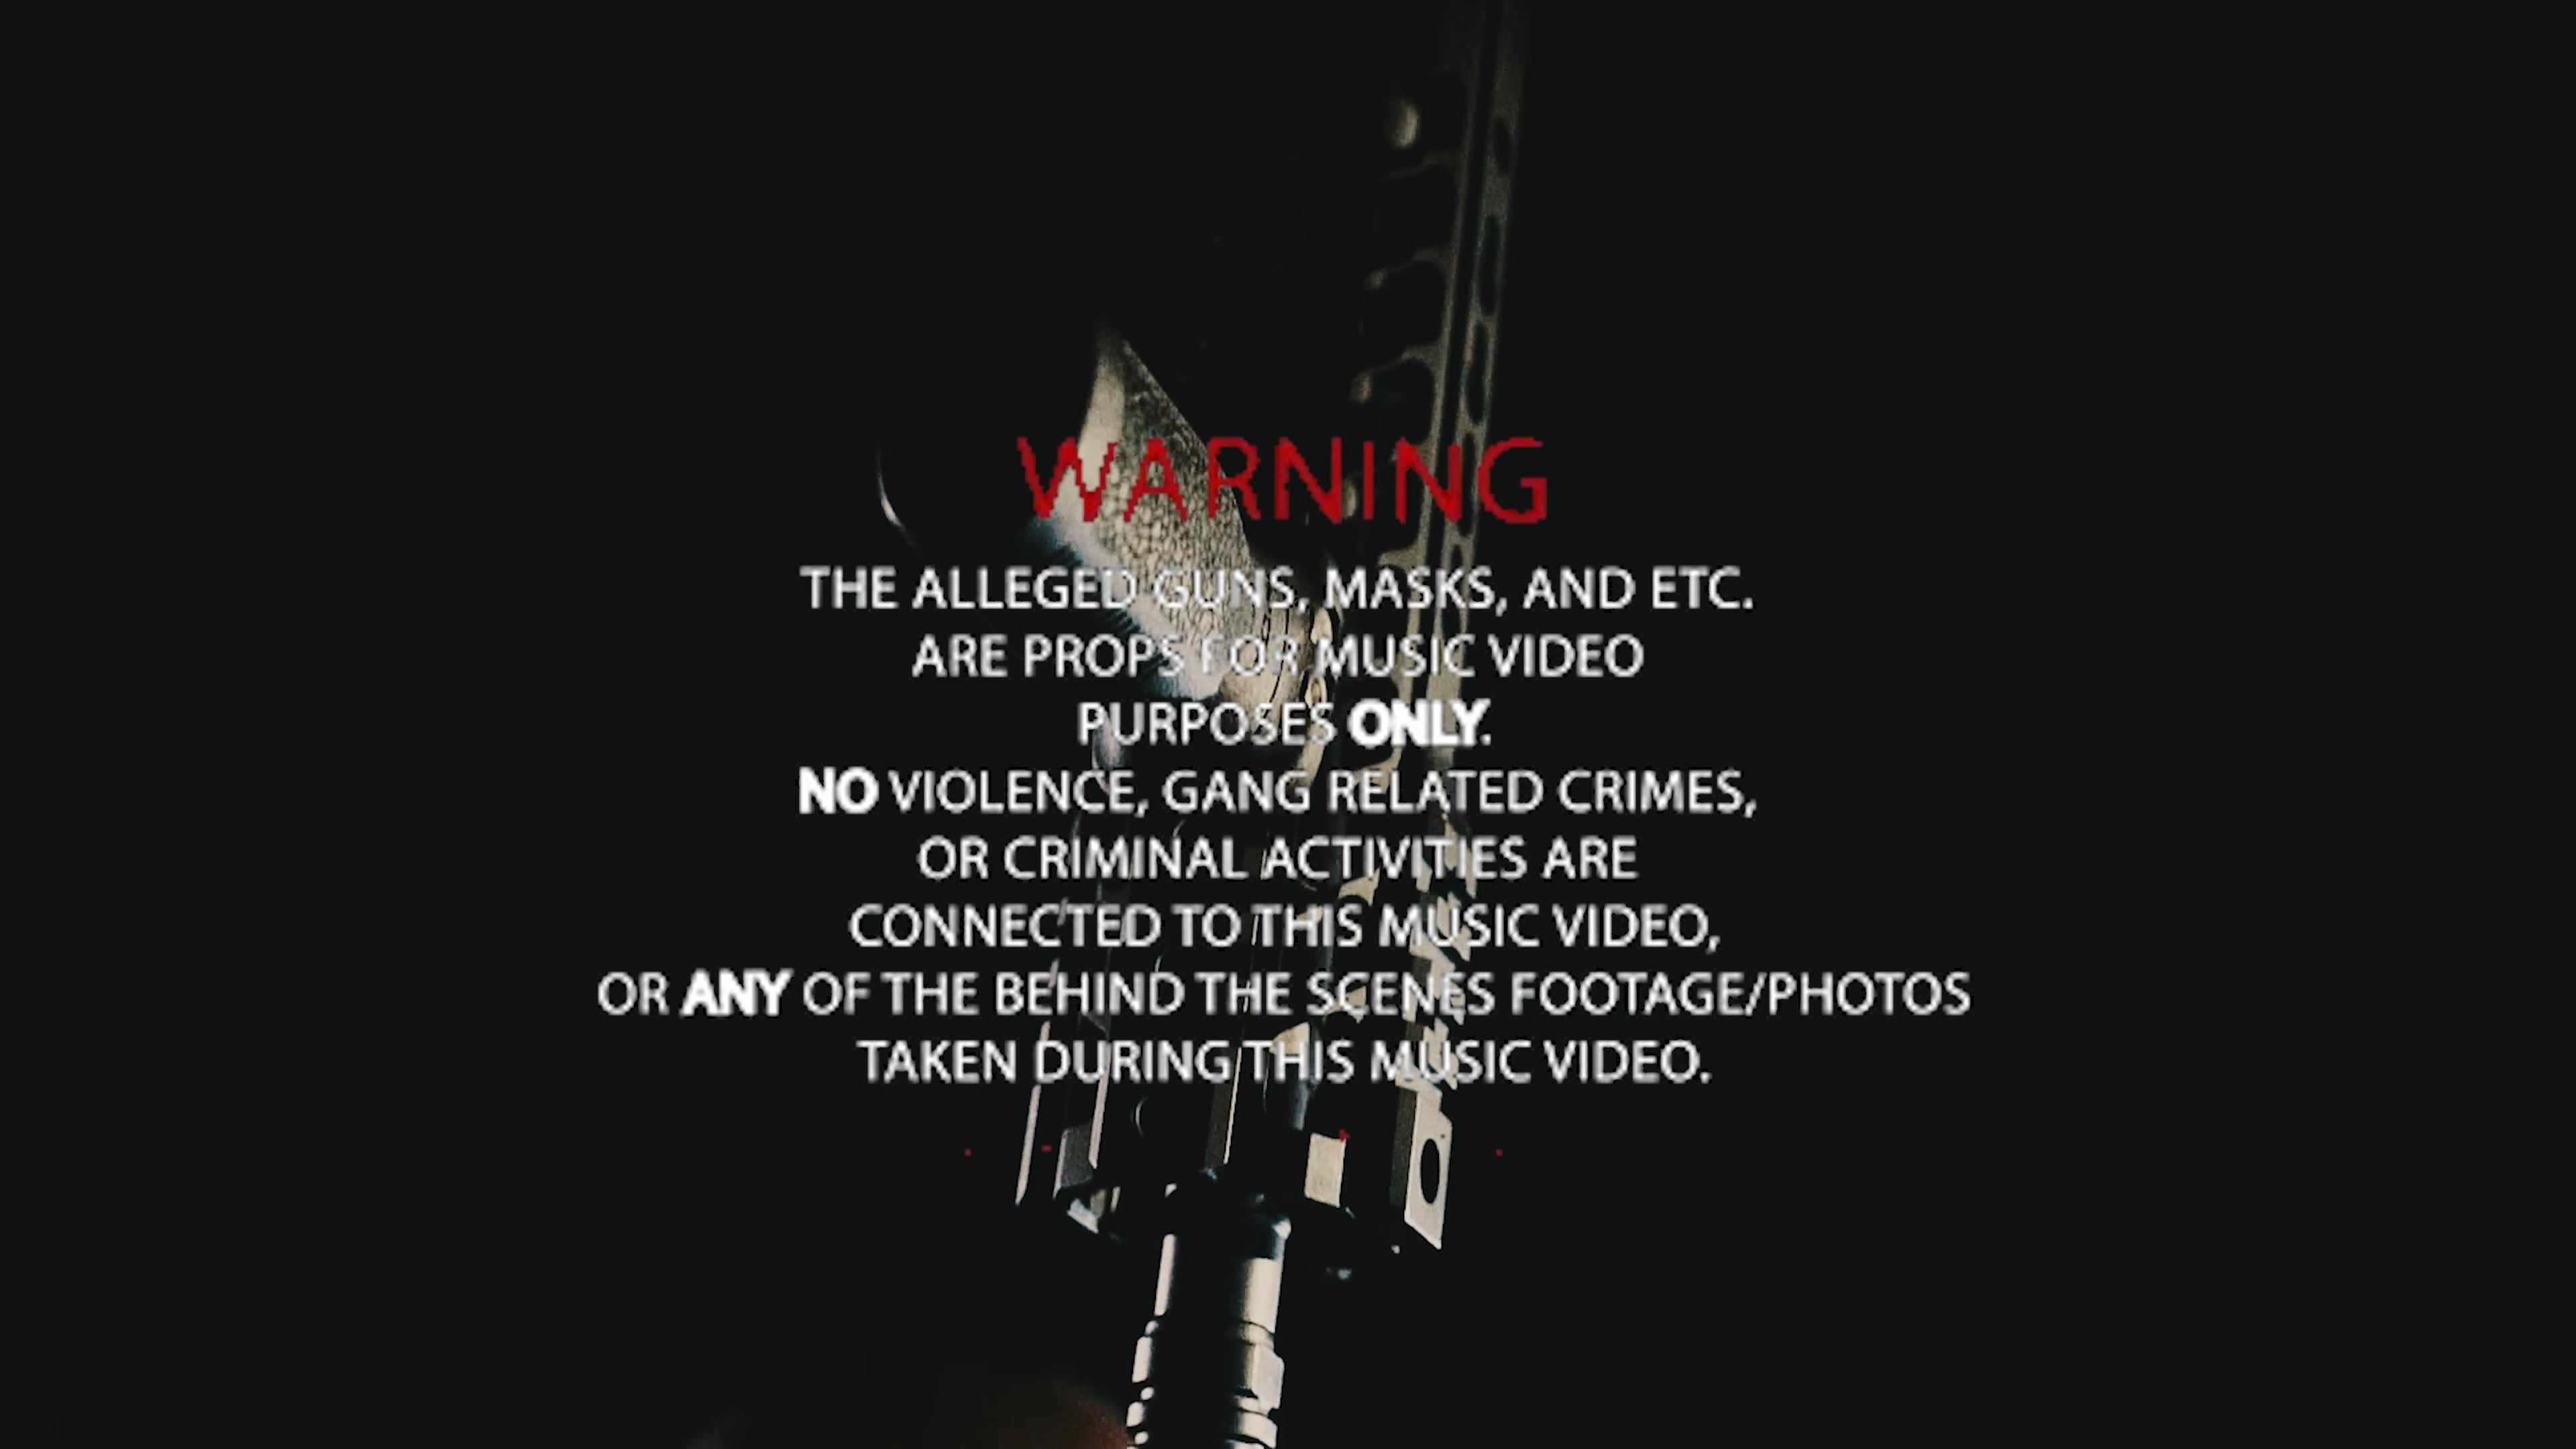 WARNING
THE ALLEGED GUNS, MASKS, AND ETC.
ARE PROPS FOR MUSIC VIDEO
PURPOSES ONLY.
NO VIOLENCE, GANG RELATED CRIMES,
OR CRIMINAL ACTIVITIES ARE
CONNECTED TO THIS MUSIC VIDEO,
OR ANY OF THE BEHIND THE SCENES FOOTAGE/PHOTOS
TAKEN DURING THIS MUSIC VIDEO.